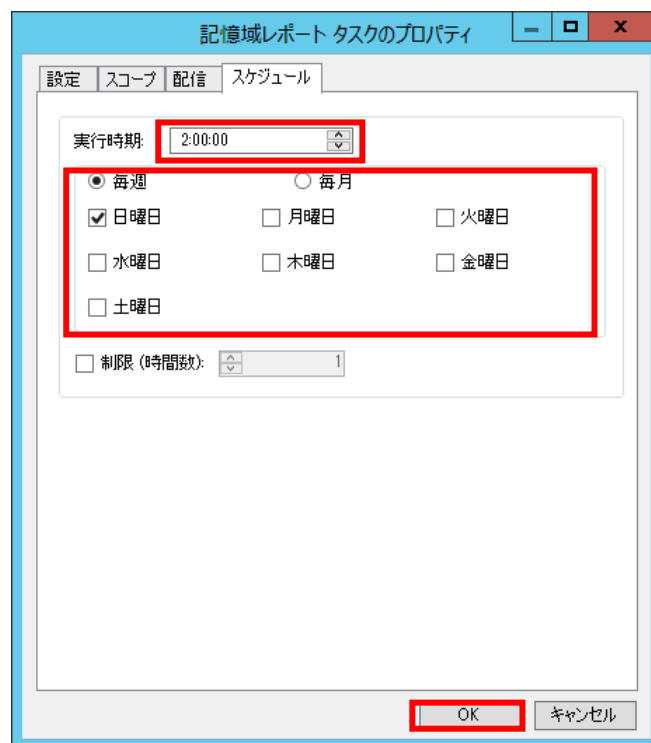 記憶域レポート タスクのプロパティ
設定 スコープ 配信 スケジュール
実行時期: 2:00:00
毎週 毎月
日曜日 月曜日 火曜日
水曜日 木曜日 金曜日
土曜日
制限 (時間数): 1
OK キャンセル